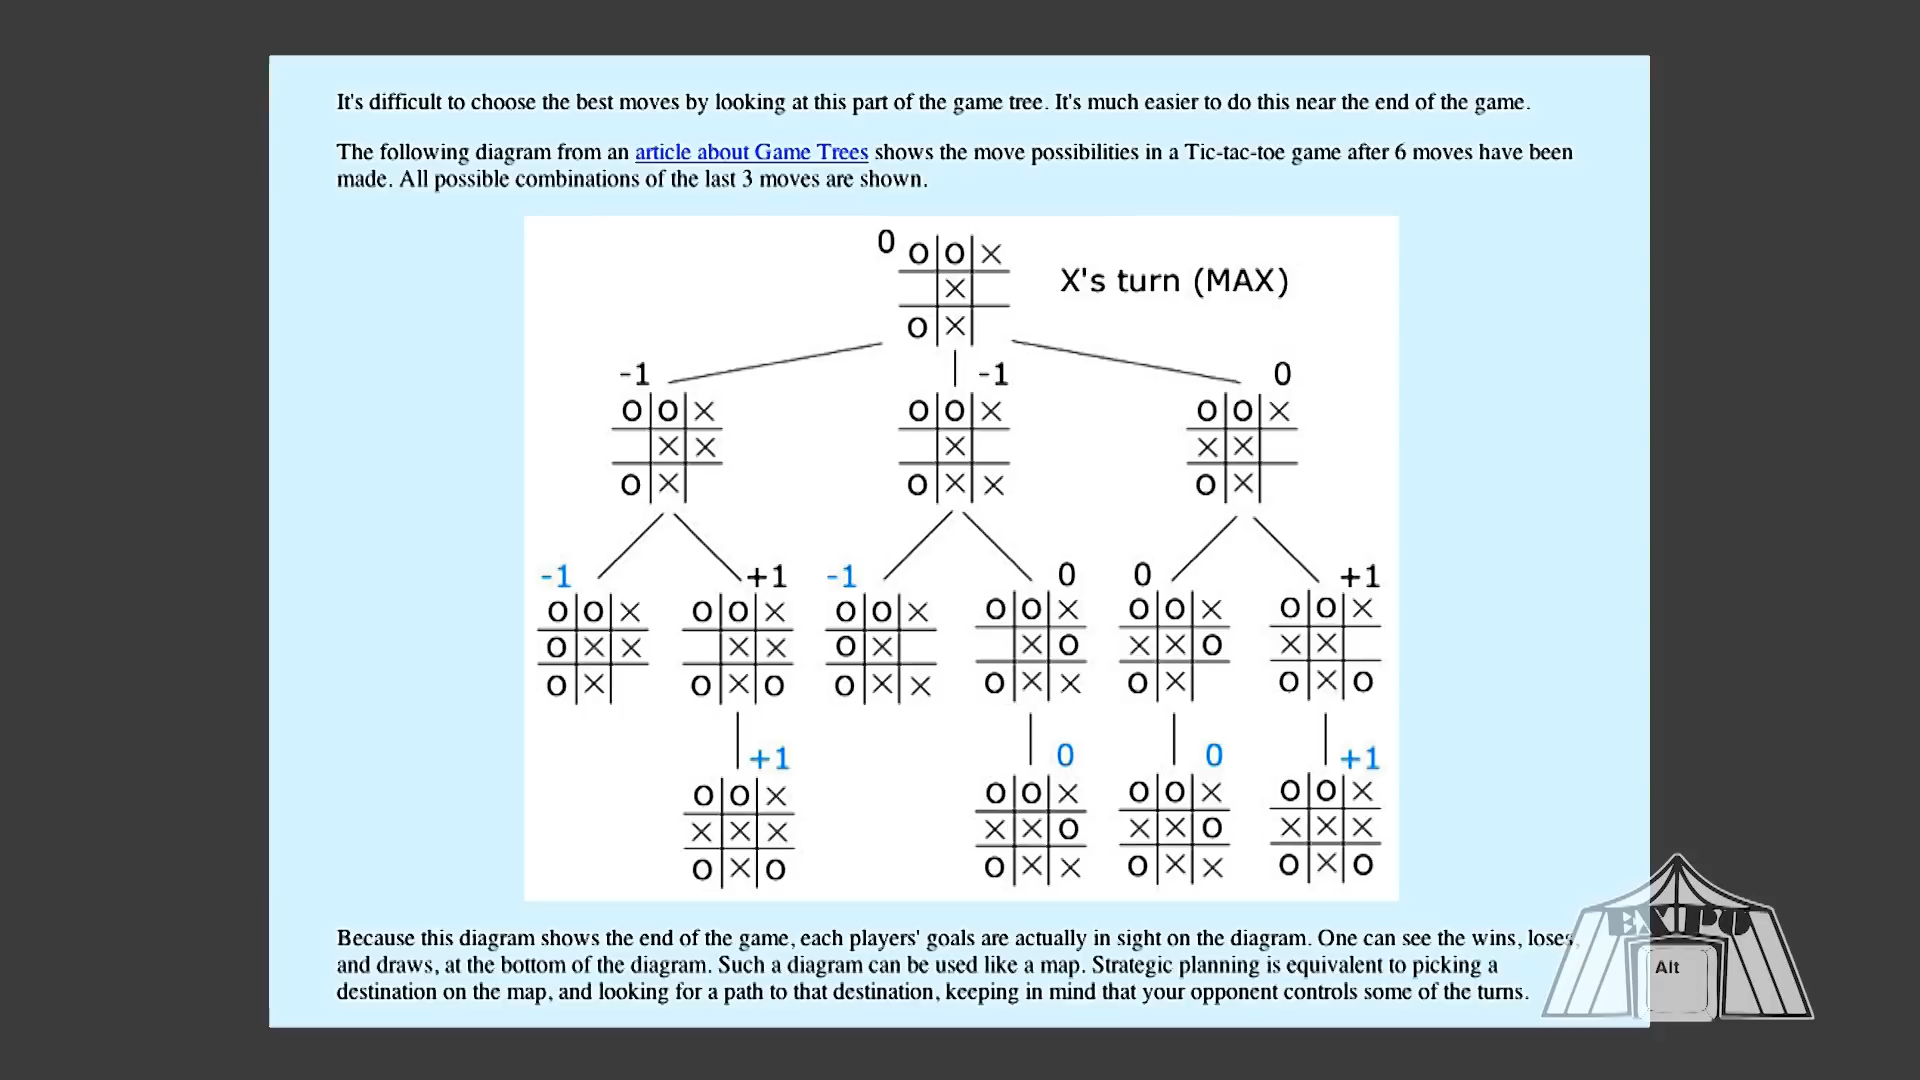 It's difficult to choose the best moves by looking at this part of the game tree. It's much easier to do this near the end of the game.
The following diagram from an article about Game Trees shows the move possibilities in a Tic-tac-toe game after 6 moves have been
made. All possible combinations of the last 3 moves are shown.
0 O O X
X's turn (MAX)
X
O X
-1 -1 0
O O X O O X O O X
X X X X X
O X O X X O X
-1 +1 -1 0 0 +1
O O X O O X O O X O O X O O X O O X
O X X X X O X X O X X O X X
O X O X O O X X O X X O X O X O
+1 0 0 +1
O O X O O X O O X O O X
X X X X X O X X O X X X
O X O O X X O X X O X O
Because this diagram shows the end of the game, each players' goals are actually in sight on the diagram. One can see the wins, loses,
and draws, at the bottom of the diagram. Such a diagram can be used like a map. Strategic planning is equivalent to picking a
destination on the map, and looking for a path to that destination, keeping in mind that your opponent controls some of the turns.
Alt